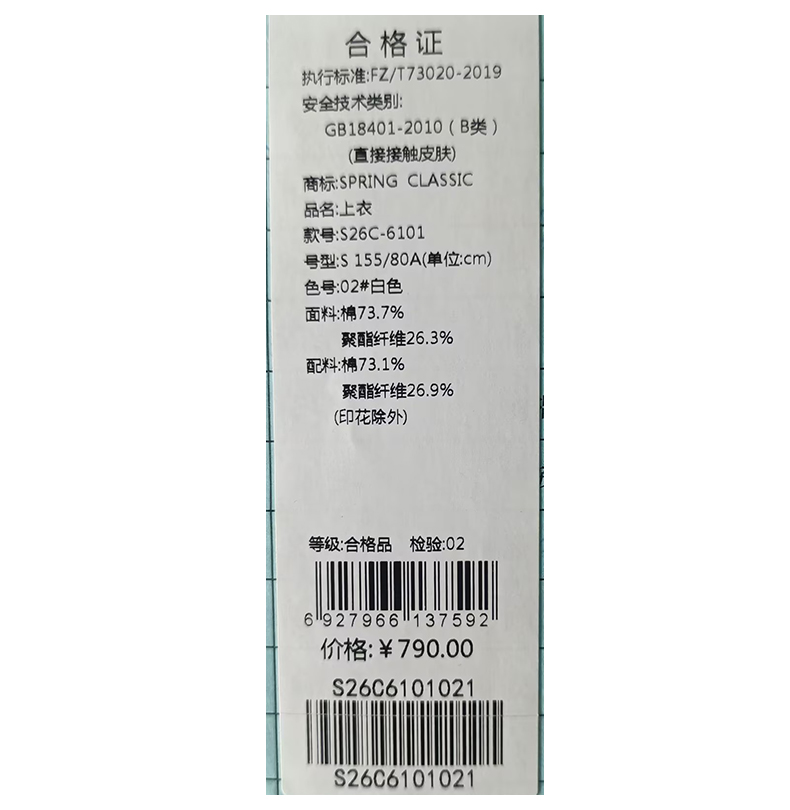 合格证
执行标准:FZ/T73020-2019
安全技术类别:
GB18401-2010（B类）
(直接接触皮肤)
商标:SPRING CLASSIC
品名:上衣
款号:S26C-6101
号型:S 155/80A(单位:cm)
色号:02#白色
面料:棉73.7%
聚酯纤维26.3%
配料:棉73.1%
聚酯纤维26.9%
(印花除外)
等级:合格品 检验:02
6 927966 137592
价格:￥790.00
S26C6101021
S26C6101021